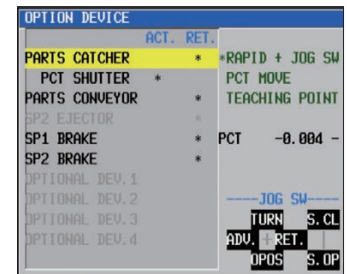 OPTION DEVICE
ACT. RET.
PARTS CATCHER *
PCT SHUTTER *
PARTS CONVEYOR *
SP2 EJECTOR *
SP1 BRAKE *
SP2 BRAKE *
OPTIONAL DEV.1
OPTIONAL DEV.2
OPTIONAL DEV.3
OPTIONAL DEV.4
*RAPID + JOG SW
PCT MOVE
TEACHING POINT
PCT -0.004 -
----JOG SW----
TURN S.CL
ADV. + RET.
OPOS S.OP